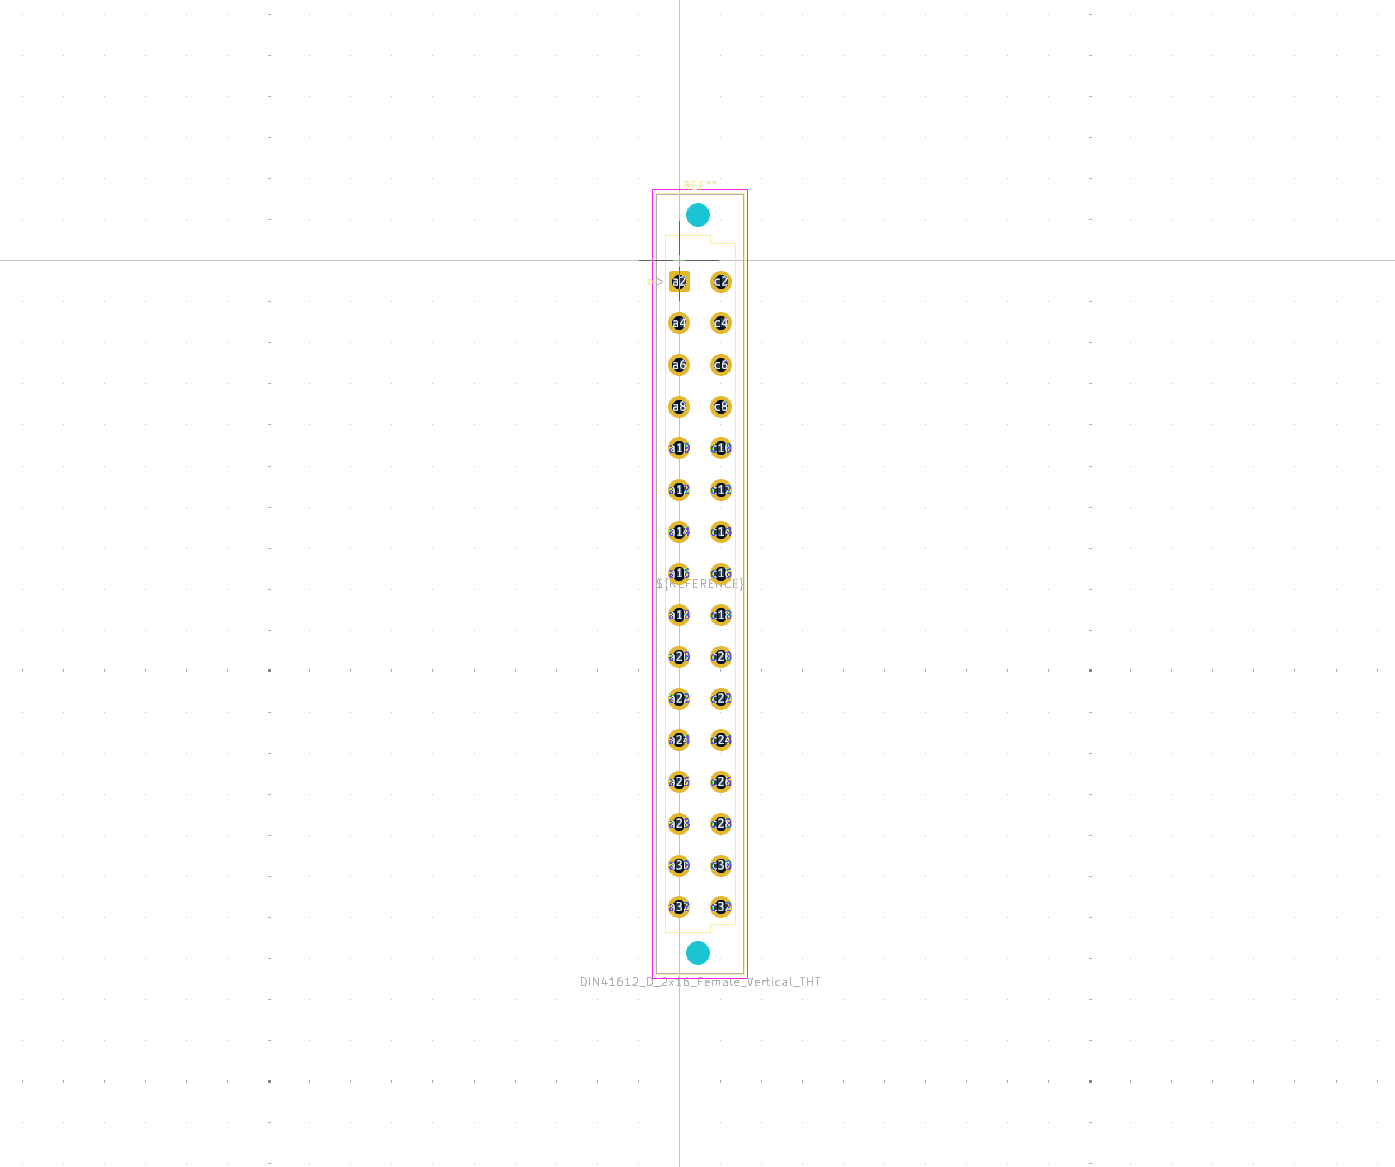 REF**
a2 c2
a4 c4
a6 c6
a8 c8
a10 c10
a12 c12
a14 c14
a16 c16
${REFERENCE}
a18 c18
a20 c20
a22 c22
a24 c24
a26 c26
a28 c28
a30 c30
a32 c32
DIN41612_D_2x16_Female_Vertical_THT